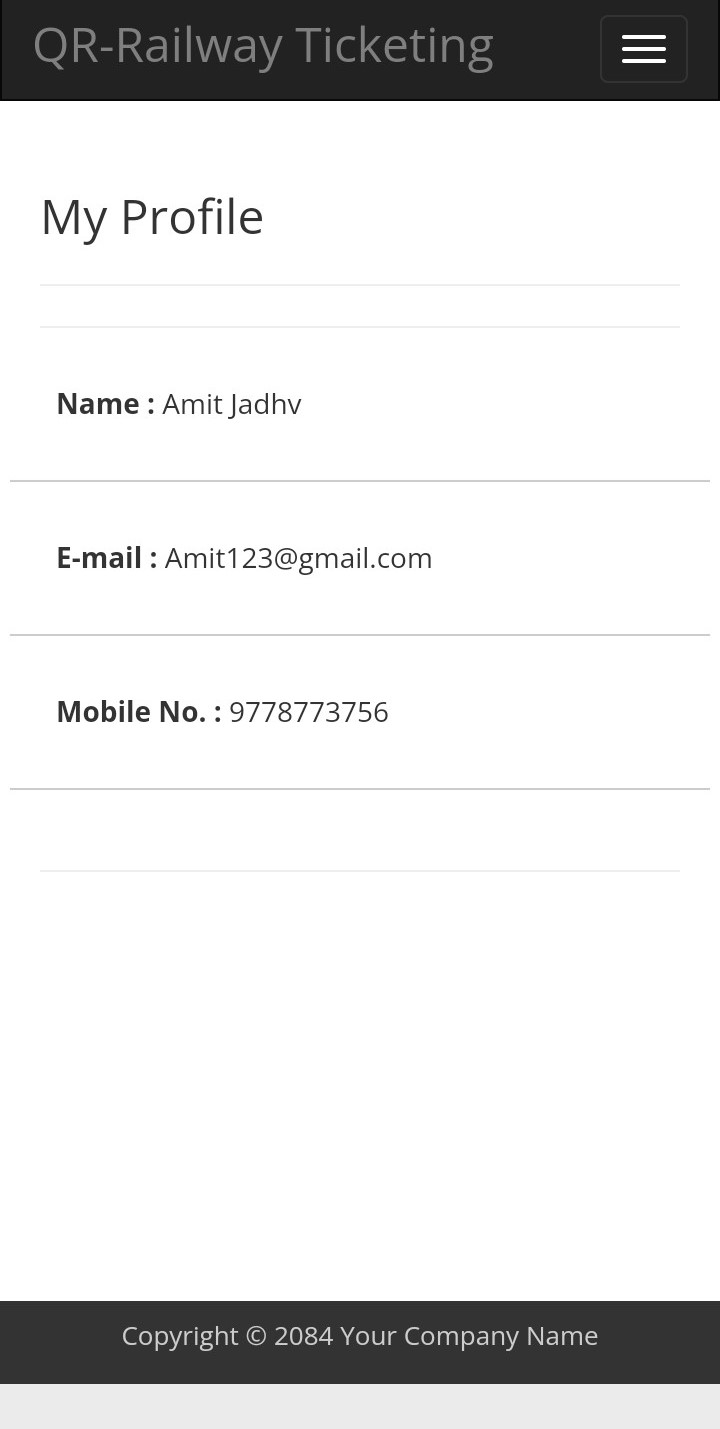 QR-Railway Ticketing
My Profile
Name : Amit Jadhv
E-mail : Amit123@gmail.com
Mobile No. : 9778773756
Copyright © 2084 Your Company Name